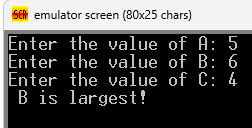 emulator screen (80x25 chars)
Enter the value of A: 5
Enter the value of B: 6
Enter the value of C: 4
 B is largest!